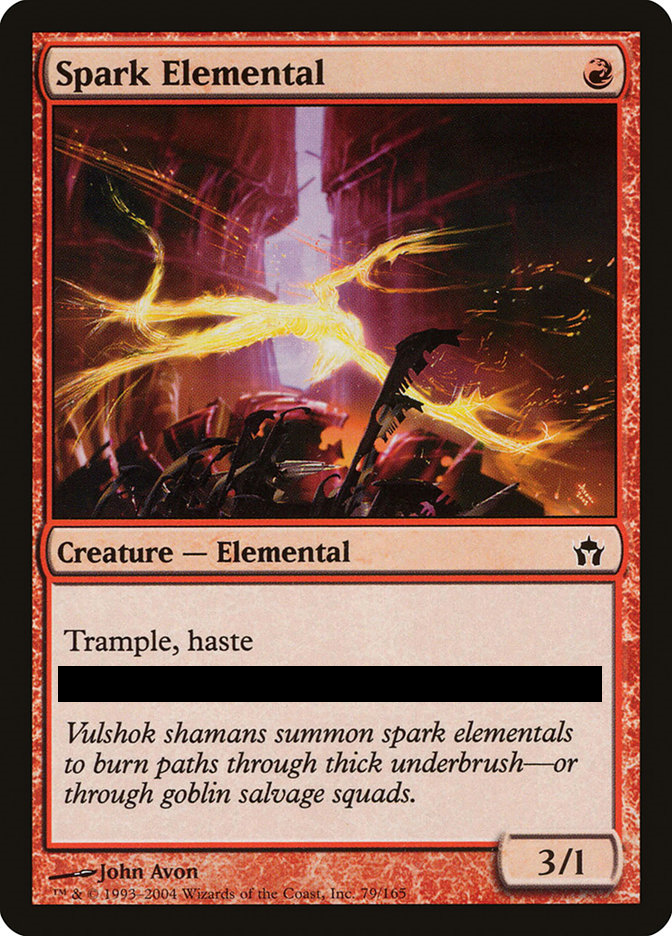 Spark Elemental
Creature — Elemental
Trample, haste
Vulshok shamans summon spark elementals
to burn paths through thick underbrush—or
through goblin salvage squads.
3/1
John Avon
™ & © 1993–2004 Wizards of the Coast, Inc. 79/165